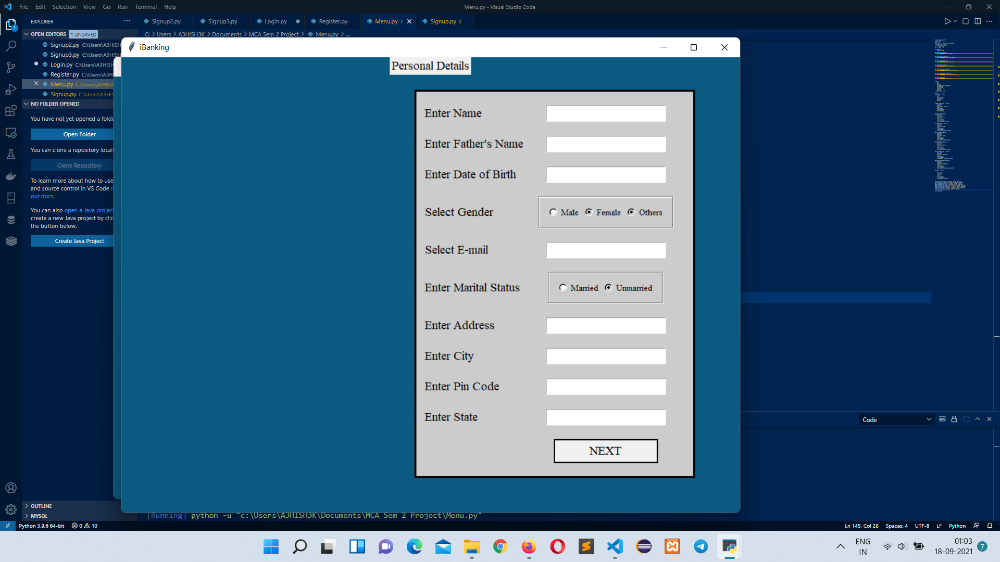 File Edit Selection View Go Run Terminal Help
Menu.py - Visual Studio Code
EXPLORER
Signup2.py
Signup3.py
Login.py
Register.py
Menu.py 7
Signup.py 3
OPEN EDITORS 1 UNSAVED
C: > Users > A3HISH3K > Documents > MCA Sem 2 Project > Menu.py > ...
Signup2.py C:\Users\A3HISH
Signup3.py C:\Users\A3HISH
Login.py C:\Users\A3HISH
Register.py C:\Users\A3H
Menu.py C:\Users\A3HISH
Signup.py C:\Users\A3HIS
NO FOLDER OPENED
You have not yet opened a folde
Open Folder
You can clone a repository locall
Clone Repository
To learn more about how to use
and source control in VS Code r
our docs.
You can also open a Java project
create a new Java project by clic
the button below.
Create Java Project
OUTLINE
MYSQL
iBanking
Personal Details
Enter Name
Enter Father's Name
Enter Date of Birth
Select Gender
Male Female Others
Select E-mail
Enter Marital Status
Married Unmarried
Enter Address
Enter City
Enter Pin Code
Enter State
NEXT
Code
[Running] python -u "c:\Users\A3HISH3K\Documents\MCA Sem 2 Project\Menu.py"
Python 3.9.6 64-bit
0 10
Ln 145, Col 28
Spaces: 4
UTF-8
LF
Python
1
ENG
IN
01:03
18-09-2021
7